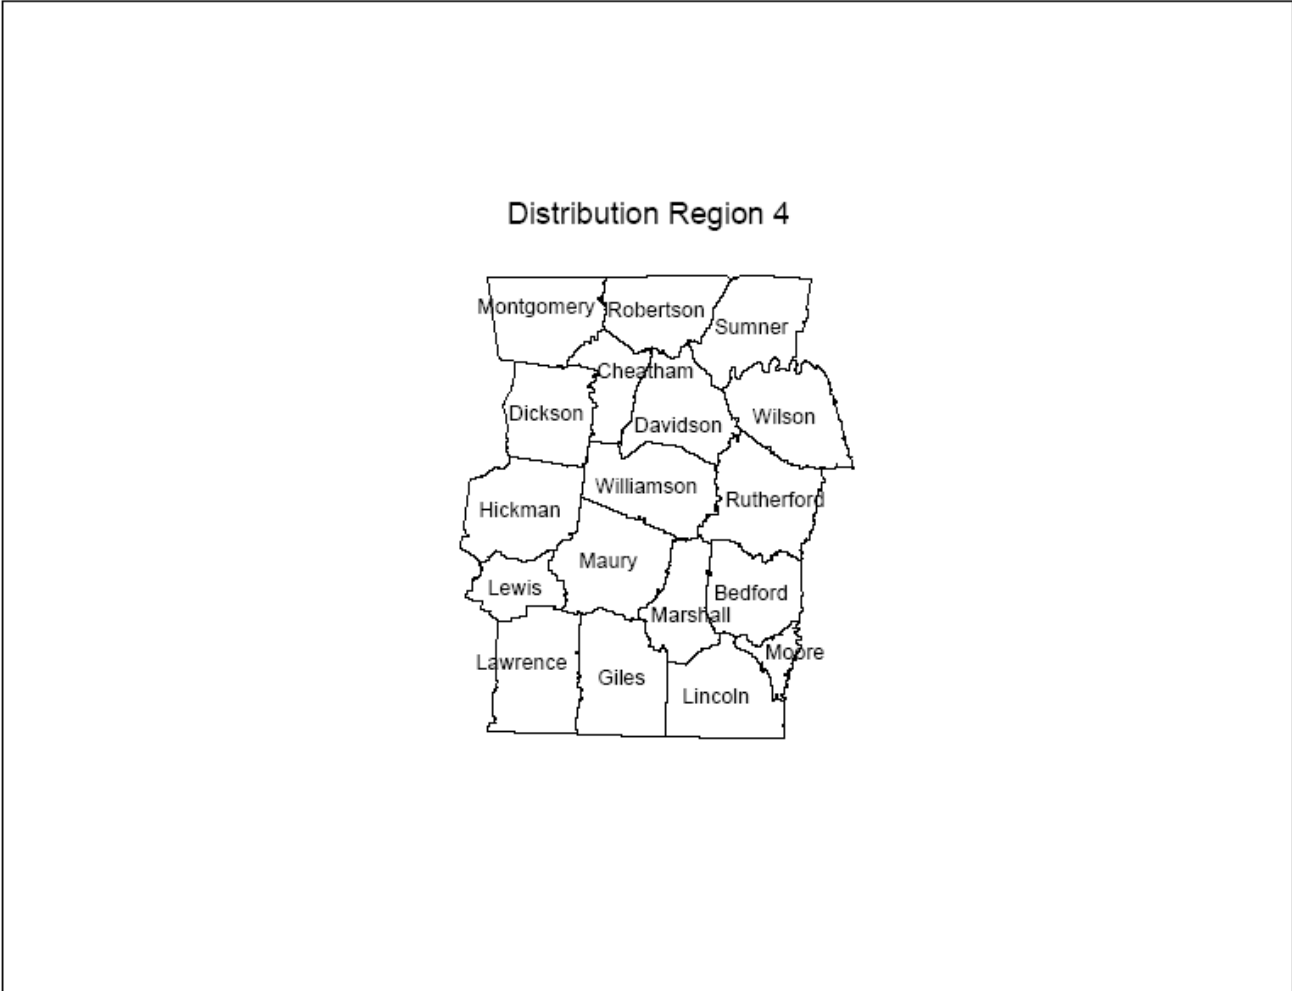 Distribution Region 4
Montgomery
Robertson
Sumner
Cheatham
Dickson
Davidson
Wilson
Williamson
Rutherford
Hickman
Maury
Lewis
Bedford
Marshall
Moore
Lawrence
Giles
Lincoln